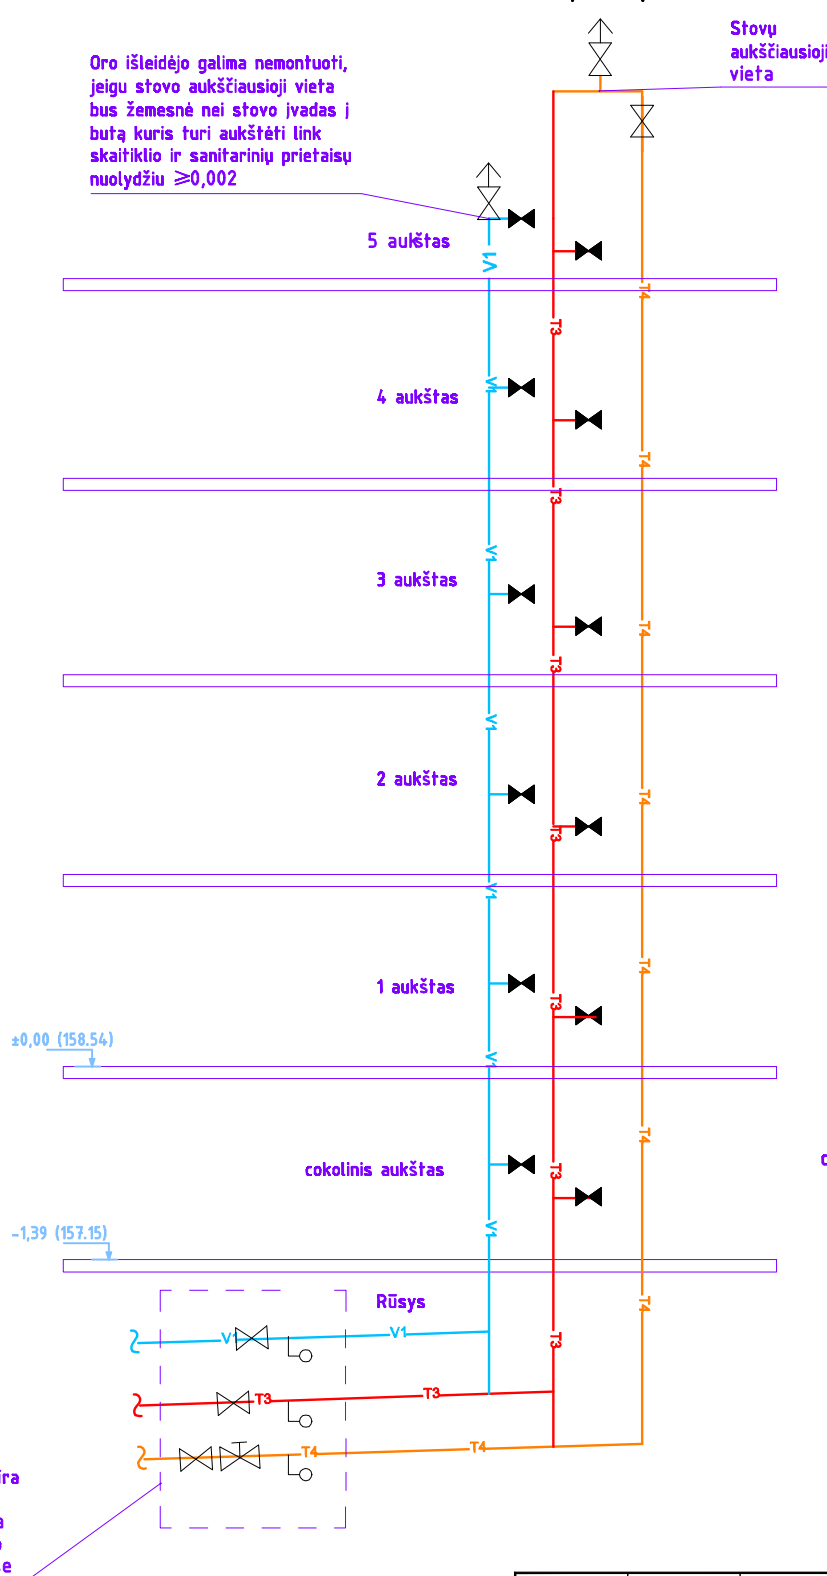 Stovų
aukščiausioji
vieta
Oro išleidėjo galima nemontuoti,
jeigu stovo aukščiausioji vieta
bus žemesnė nei stovo įvadas į
butą kuris turi aukštėti link
skaitiklio ir sanitarinių prietaisų
nuolydžiu ≥0,002
5 aukštas
V1
T4
T3
V1
4 aukštas
T4
T3
V1
3 aukštas
T4
T3
V1
2 aukštas
T4
T3
V1
T4
1 aukštas
T3
±0,00 (158.54)
V1
T4
cokolinis aukštas
T3
V1
-1,39 (157.15)
Rūsys
T4
V1
V1
T3
T3
T3
T4
T4